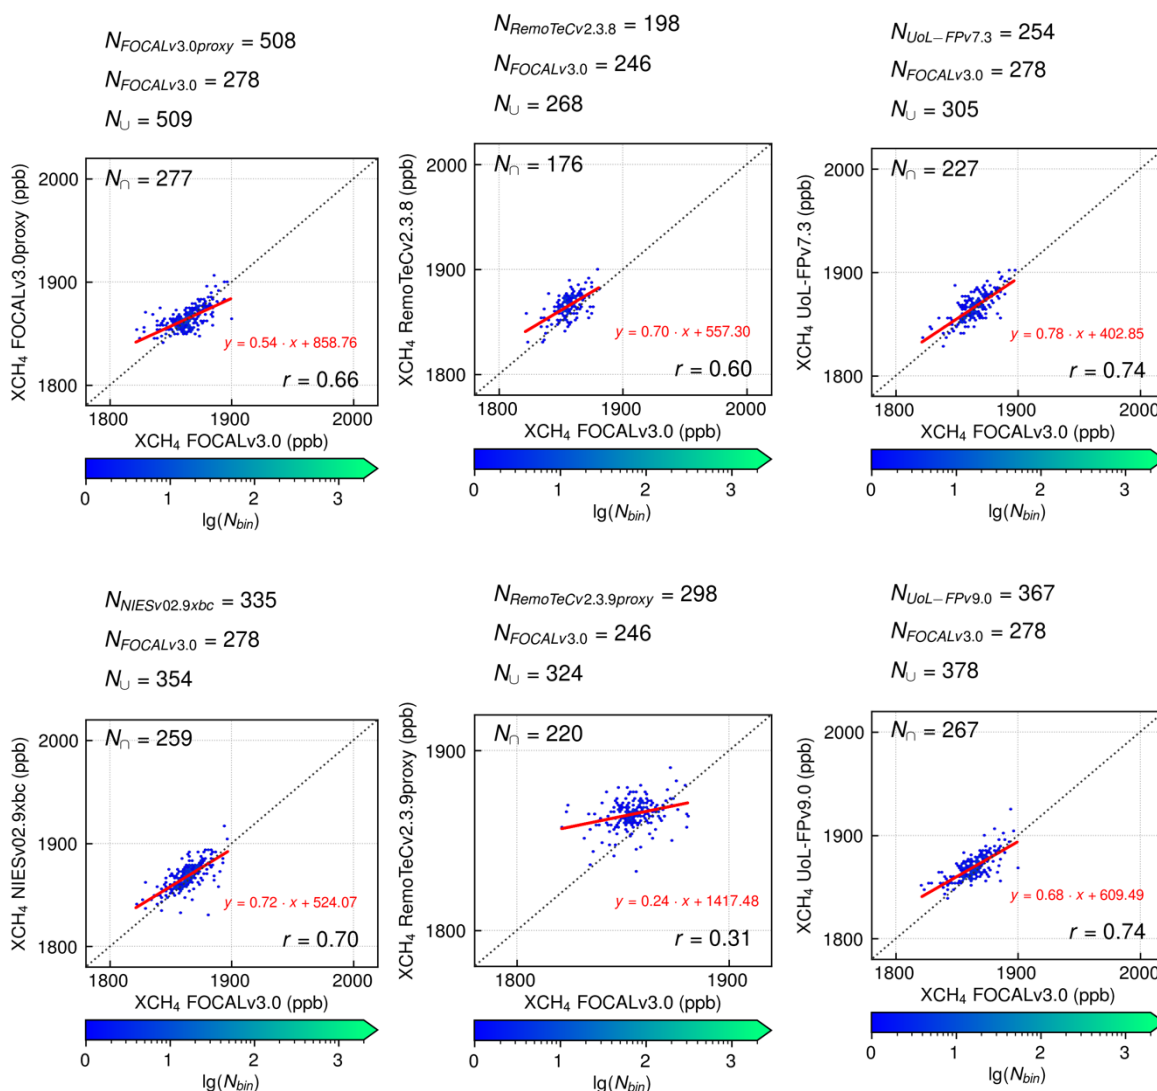 N_FOCALv3.0proxy = 508
N_FOCALv3.0 = 278
N_∪ = 509
N_∩ = 277
2000
1900
1800
XCH₄ FOCALv3.0proxy (ppb)
y = 0.54 · x + 858.76
r = 0.66
1800 1900 2000
XCH₄ FOCALv3.0 (ppb)
0 1 2 3
lg(N_bin)
N_RemoTeCv2.3.8 = 198
N_FOCALv3.0 = 246
N_∪ = 268
N_∩ = 176
2000
1900
1800
XCH₄ RemoTeCv2.3.8 (ppb)
y = 0.70 · x + 557.30
r = 0.60
1800 1900 2000
XCH₄ FOCALv3.0 (ppb)
0 1 2 3
lg(N_bin)
N_UoL−FPv7.3 = 254
N_FOCALv3.0 = 278
N_∪ = 305
N_∩ = 227
2000
1900
1800
XCH₄ UoL-FPv7.3 (ppb)
y = 0.78 · x + 402.85
r = 0.74
1800 1900 2000
XCH₄ FOCALv3.0 (ppb)
0 1 2 3
lg(N_bin)
N_NIESv02.9xbc = 335
N_FOCALv3.0 = 278
N_∪ = 354
N_∩ = 259
2000
1900
1800
XCH₄ NIESv02.9xbc (ppb)
y = 0.72 · x + 524.07
r = 0.70
1800 1900 2000
XCH₄ FOCALv3.0 (ppb)
0 1 2 3
lg(N_bin)
N_RemoTeCv2.3.9proxy = 298
N_FOCALv3.0 = 246
N_∪ = 324
N_∩ = 220
1900
1800
XCH₄ RemoTeCv2.3.9proxy (ppb)
y = 0.24 · x + 1417.48
r = 0.31
1800 1900
XCH₄ FOCALv3.0 (ppb)
0 1 2 3
lg(N_bin)
N_UoL−FPv9.0 = 367
N_FOCALv3.0 = 278
N_∪ = 378
N_∩ = 267
2000
1900
1800
XCH₄ UoL-FPv9.0 (ppb)
y = 0.68 · x + 609.49
r = 0.74
1800 1900 2000
XCH₄ FOCALv3.0 (ppb)
0 1 2 3
lg(N_bin)